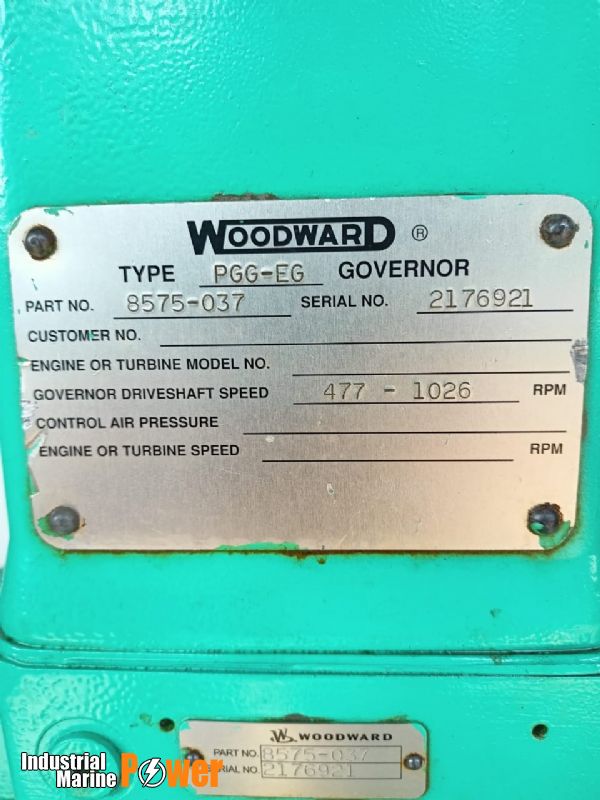 WOODWARD ®
TYPE PGG-EG GOVERNOR
PART NO. 8575-037 SERIAL NO. 2176921
CUSTOMER NO.
ENGINE OR TURBINE MODEL NO.
GOVERNOR DRIVESHAFT SPEED 477 - 1026 RPM
CONTROL AIR PRESSURE
ENGINE OR TURBINE SPEED RPM
WOODWARD
PART NO. 8575-037
SERIAL NO. 2176921
Industrial
Marine Power